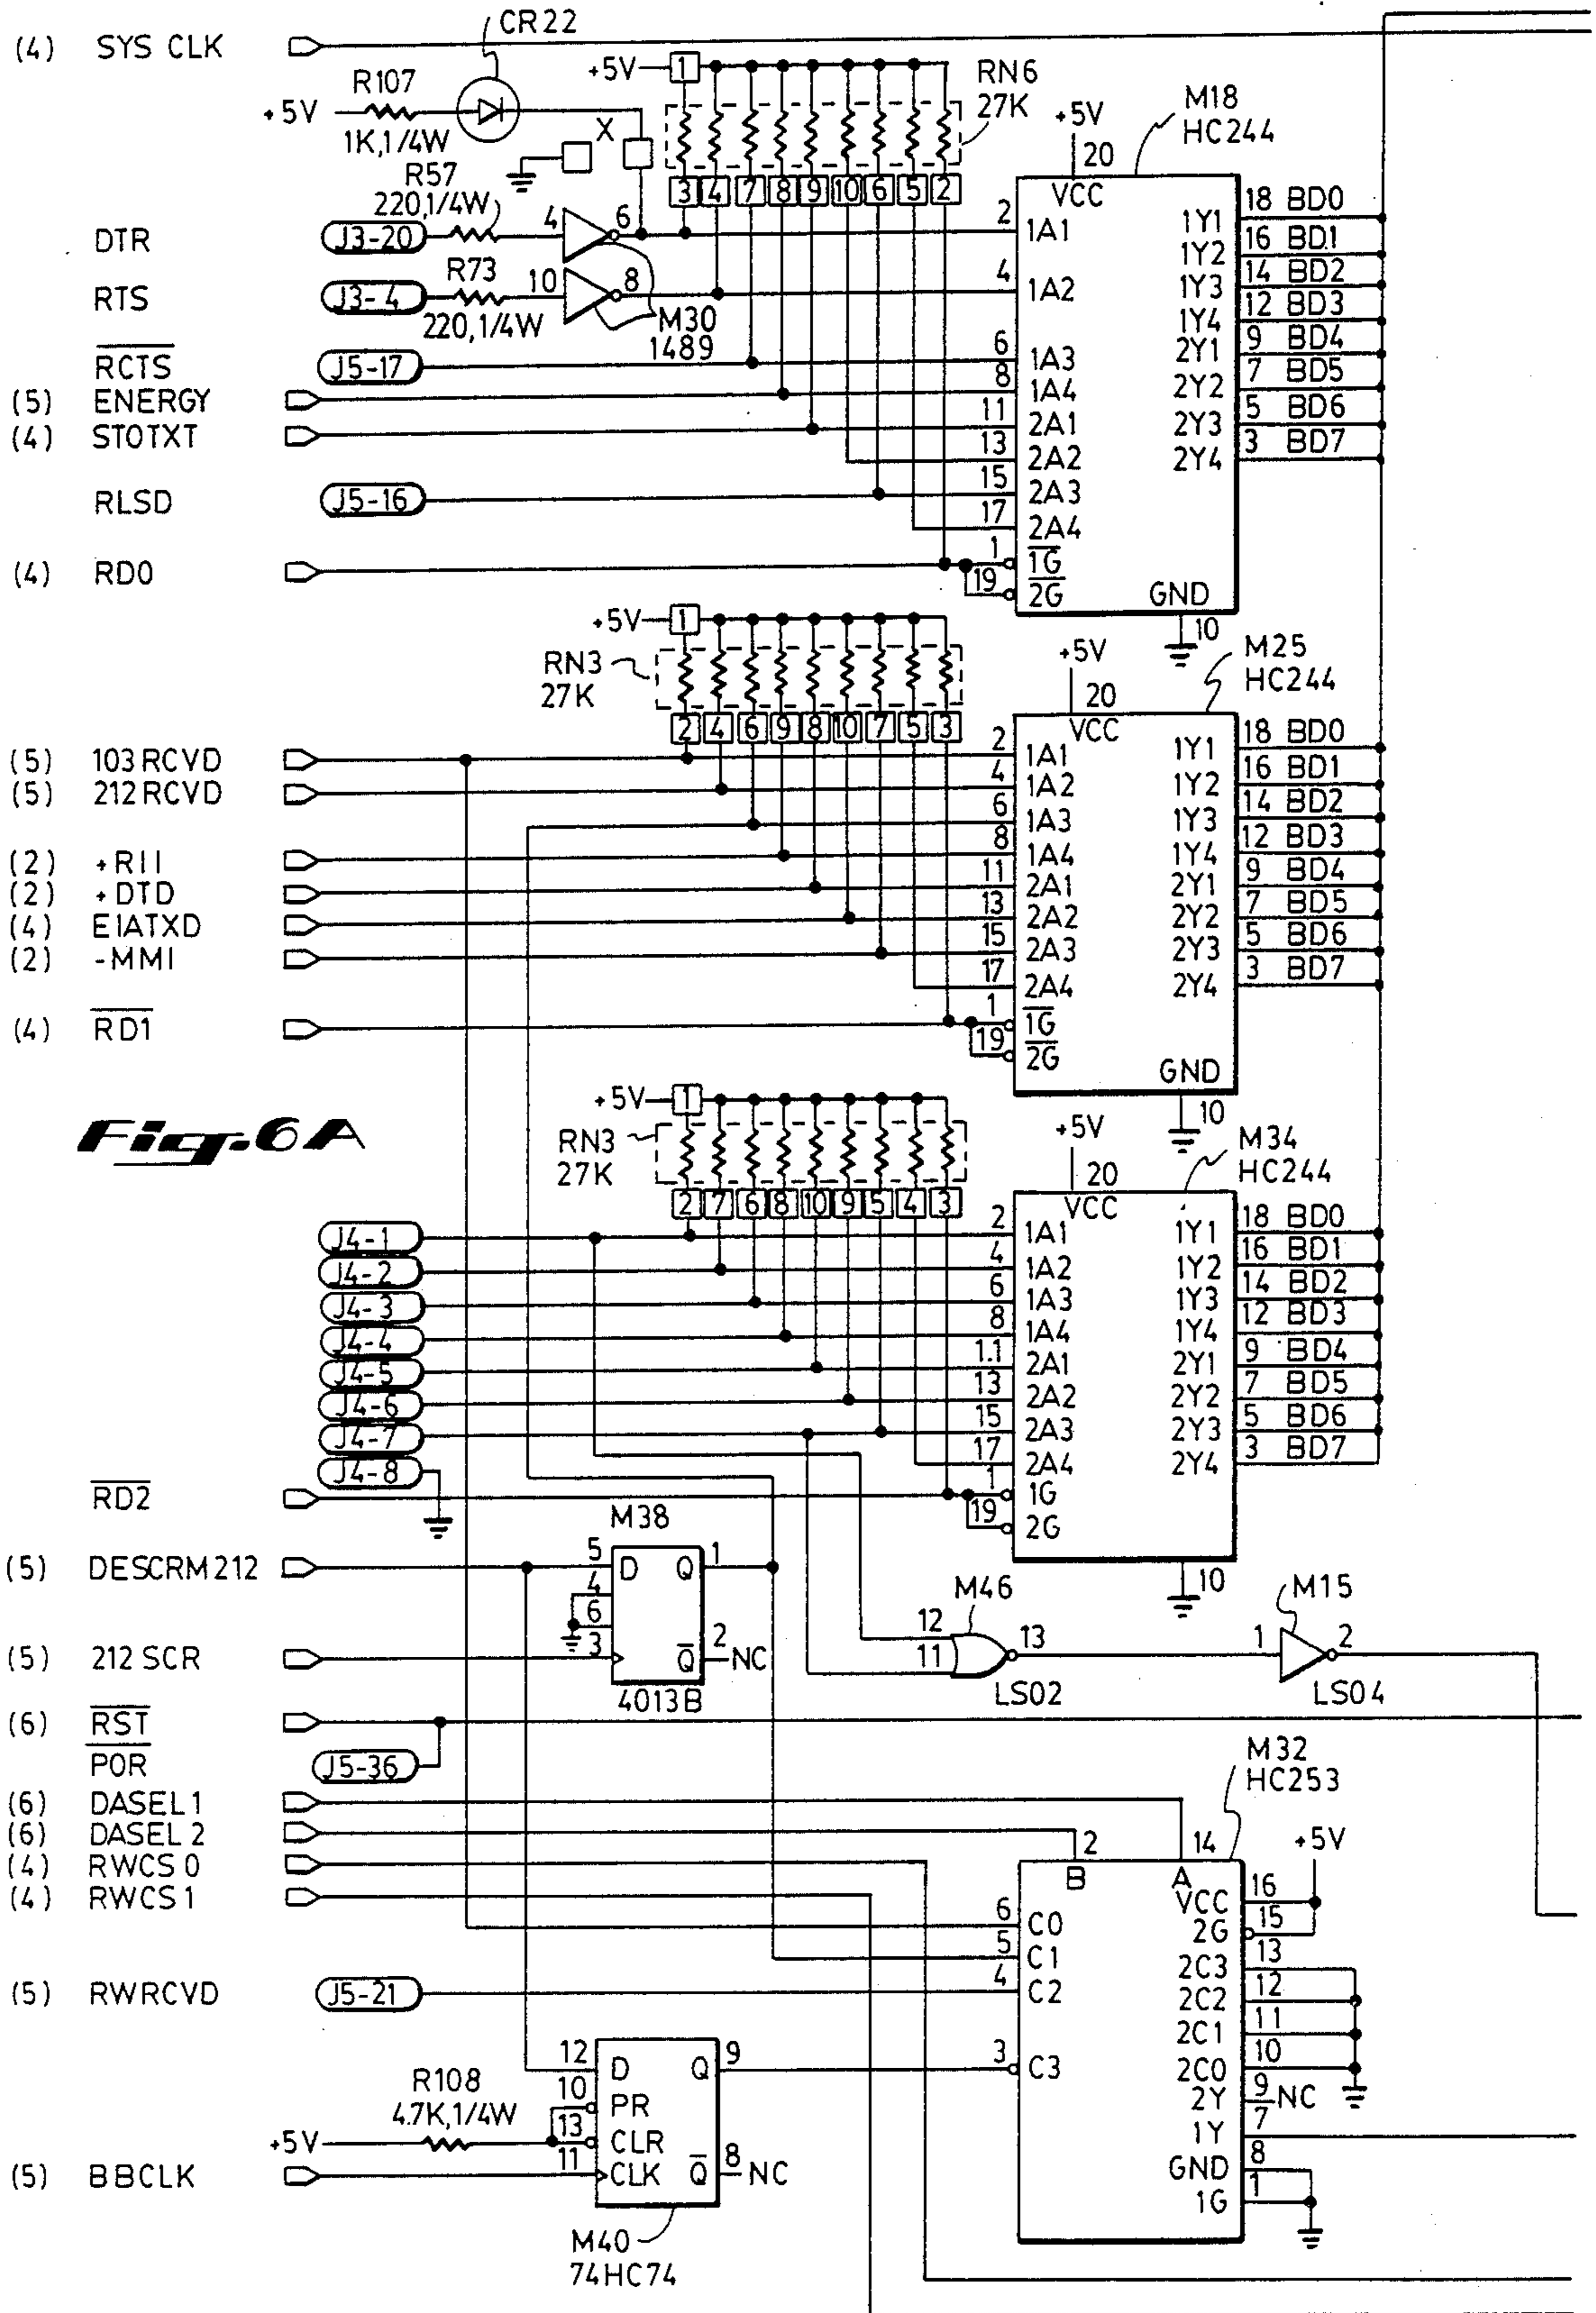 (4) SYS CLK
CR22
R107
+5V
1K,1/4W
X
+5V 1
RN6
27K
M18
HC244
+5V
20
3 4 7 8 9 10 6 5 2
R57
220,1/4W
DTR J3-20 4 6
RTS J3-4 R73 10 8
220,1/4W
M30
1489
RCTS J5-17
(5) ENERGY
(4) STOTXT
RLSD J5-16
(4) RD0
VCC
2 1A1 1Y1 18 BD0
1Y2 16 BD1
4 1A2 1Y3 14 BD2
1Y4 12 BD3
6 1A3 2Y1 9 BD4
8 1A4 2Y2 7 BD5
11 2A1 2Y3 5 BD6
13 2A2 2Y4 3 BD7
15 2A3
17 2A4
1 1G
19 2G
GND
10
+5V 1
RN3
27K
2 4 6 9 8 10 7 5 3
+5V
20
M25
HC244
(5) 103RCVD
(5) 212RCVD
(2) +RII
(2) +DTD
(4) EIATXD
(2) -MMI
(4) RD1
VCC
2 1A1 1Y1 18 BD0
4 1A2 1Y2 16 BD1
6 1A3 1Y3 14 BD2
8 1A4 1Y4 12 BD3
11 2A1 2Y1 9 BD4
13 2A2 2Y2 7 BD5
15 2A3 2Y3 5 BD6
17 2A4 2Y4 3 BD7
1 1G
19 2G
GND
10
Fig.6A
+5V 1
RN3
27K
2 7 6 8 10 9 5 4 3
+5V
20
M34
HC244
J4-1
J4-2
J4-3
J4-4
J4-5
J4-6
J4-7
J4-8
RD2
VCC
2 1A1 1Y1 18 BD0
4 1A2 1Y2 16 BD1
6 1A3 1Y3 14 BD2
8 1A4 1Y4 12 BD3
1.1 2A1 2Y1 9 BD4
13 2A2 2Y2 7 BD5
15 2A3 2Y3 5 BD6
17 2A4 2Y4 3 BD7
1 1G
19 2G
10
M38
(5) DESCRM212 5 D Q 1
4
6
(5) 212 SCR 3 Q 2 NC
4013B
M46
12
11 13
LS02
M15
1 2
LS04
(6) RST
POR J5-36
(6) DASEL1
(6) DASEL 2
(4) RWCS 0
(4) RWCS 1
M32
HC253
+5V
2 14
B A
VCC 16
6 C0 2G 15
5 C1 2C3 13
4 C2 2C2 12
2C1 11
3 C3 2C0 10
2Y 9 NC
1Y 7
GND 8
1G 1
(5) RWRCVD J5-21
12 D Q 9
R108
4.7K,1/4W
10 PR
+5V 13 CLR
(5) BBCLK 11 CLK Q 8 NC
M40
74HC74